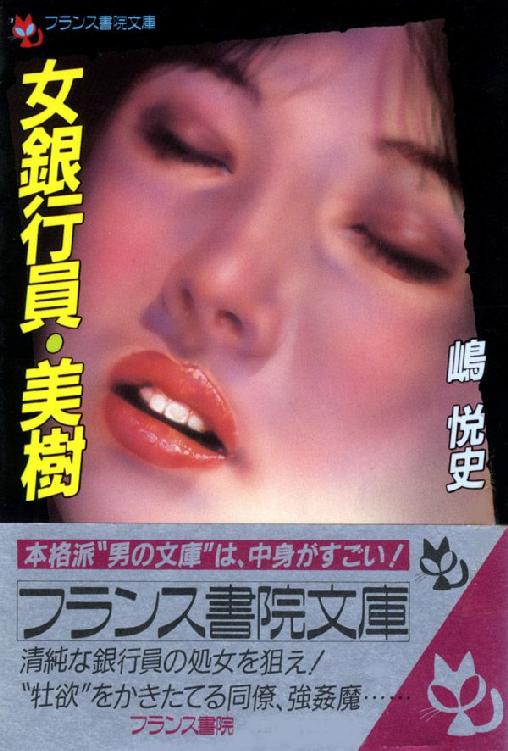 フランス書院文庫
女銀行員・美樹
嶋 悦史
本格派"男の文庫"は、中身がすごい!
フランス書院文庫
清純な銀行員の処女を狙え!
"牡欲"をかきたてる同僚、強姦魔……
フランス書院